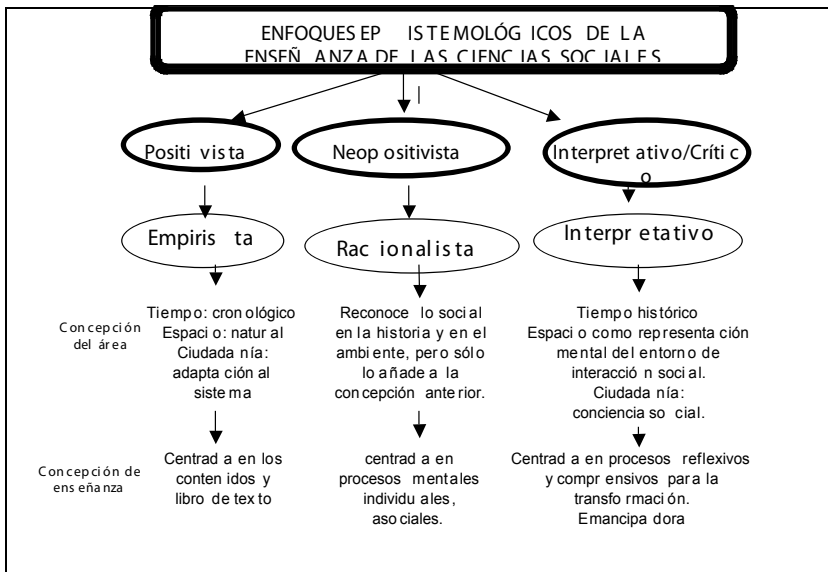 ENFOQUES EPISTEMOLÓGICOS DE LA
ENSEÑANZA DE LAS CIENCIAS SOCIALES
Positivista
Neopositivista
Interpretativo/Crític
o
Empirista
Racionalista
Interpretativo
Concepción
del área
Tiempo: cronológico
Espacio: natural
Ciudadanía:
adaptación al
sistema
Reconoce lo social
en la historia y en el
ambiente, pero sólo
lo añade a la
concepción anterior.
Tiempo histórico
Espacio como representación
mental del entorno de
interacción social.
Ciudadanía:
conciencia social.
Concepción de
enseñanza
Centrada en los
contenidos y
libro de texto
centrada en
procesos mentales
individuales,
asociales.
Centrada en procesos reflexivos
y comprensivos para la
transformación.
Emancipadora